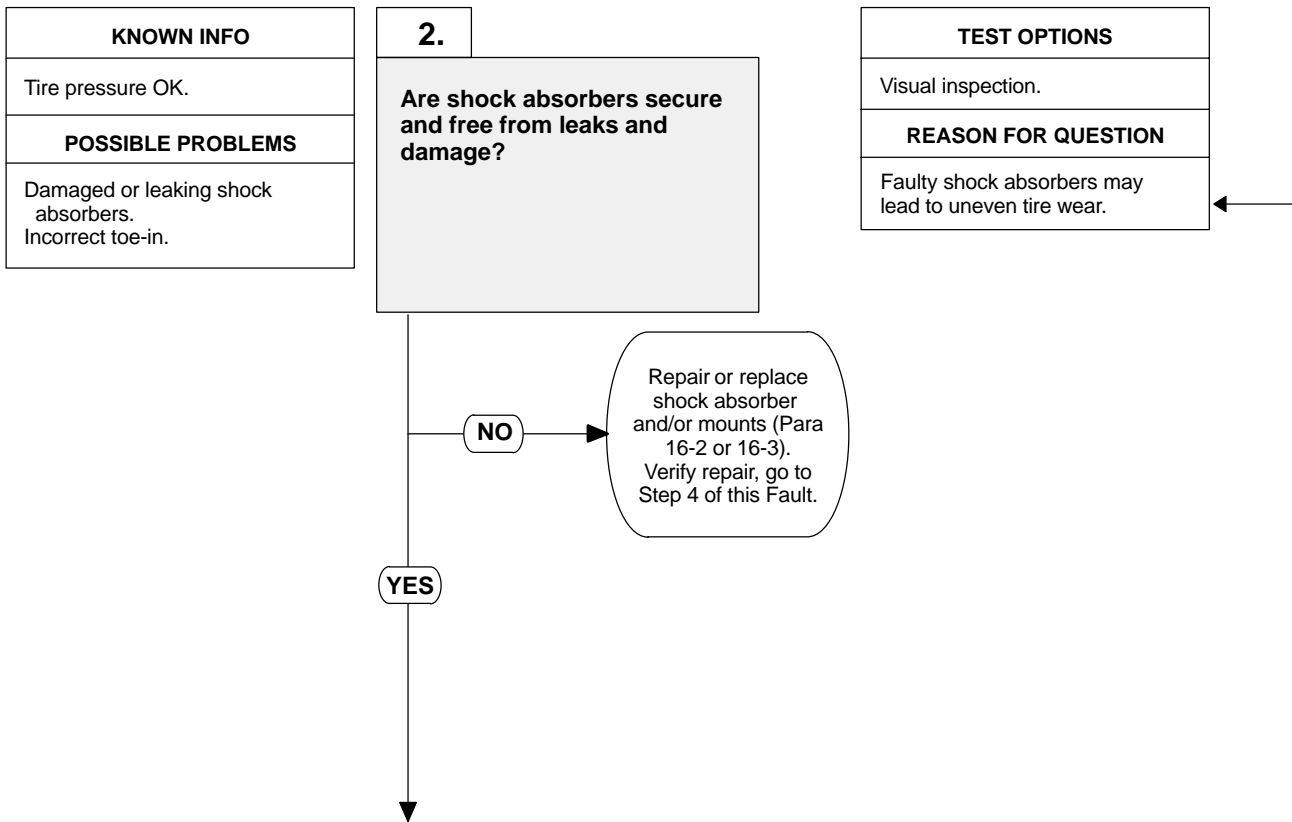 KNOWN INFO
Tire pressure OK.
POSSIBLE PROBLEMS
Damaged or leaking shock
absorbers.
Incorrect toe-in.
2.
Are shock absorbers secure
and free from leaks and
damage?
TEST OPTIONS
Visual inspection.
REASON FOR QUESTION
Faulty shock absorbers may
lead to uneven tire wear.
NO
Repair or replace
shock absorber
and/or mounts (Para
16-2 or 16-3).
Verify repair, go to
Step 4 of this Fault.
YES